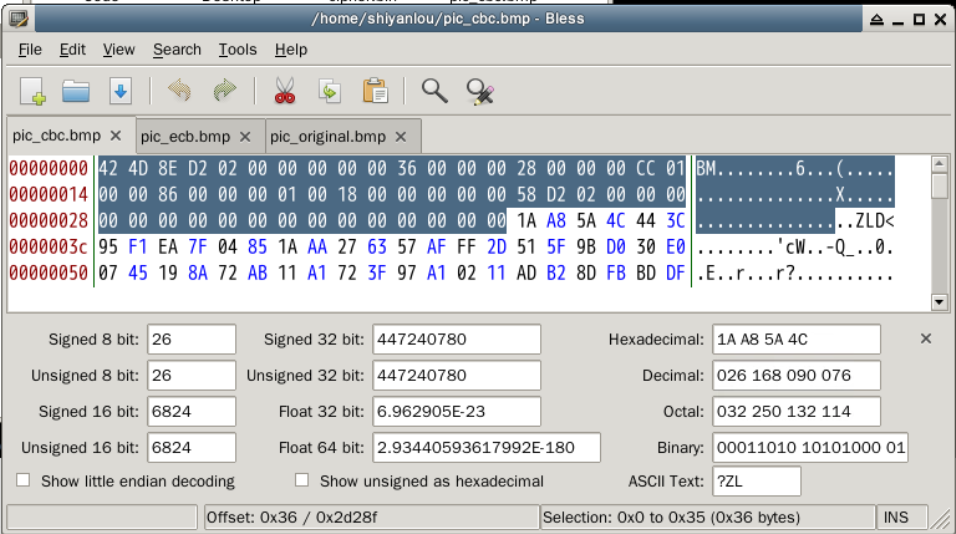 /home/shiyanlou/pic_cbc.bmp - Bless
File Edit View Search Tools Help
pic_cbc.bmp × pic_ecb.bmp × pic_original.bmp ×
00000000 42 4D 8E D2 02 00 00 00 00 00 36 00 00 00 28 00 00 00 CC 01 BM........6...(.....
00000014 00 00 86 00 00 00 01 00 18 00 00 00 00 00 58 D2 02 00 00 00 ..............X.....
00000028 00 00 00 00 00 00 00 00 00 00 00 00 00 00 1A A8 5A 4C 44 3C ................ZLD<
0000003c 95 F1 EA 7F 04 85 1A AA 27 63 57 AF FF 2D 51 5F 9B D0 30 E0 ........'cW..-Q_..0.
00000050 07 45 19 8A 72 AB 11 A1 72 3F 97 A1 02 11 AD B2 8D FB BD DF .E..r...r?..........
Signed 8 bit: 26 Signed 32 bit: 447240780 Hexadecimal: 1A A8 5A 4C ×
Unsigned 8 bit: 26 Unsigned 32 bit: 447240780 Decimal: 026 168 090 076
Signed 16 bit: 6824 Float 32 bit: 6.962905E-23 Octal: 032 250 132 114
Unsigned 16 bit: 6824 Float 64 bit: 2.93440593617992E-180 Binary: 00011010 10101000 01
Show little endian decoding Show unsigned as hexadecimal ASCII Text: ?ZL
Offset: 0x36 / 0x2d28f Selection: 0x0 to 0x35 (0x36 bytes) INS